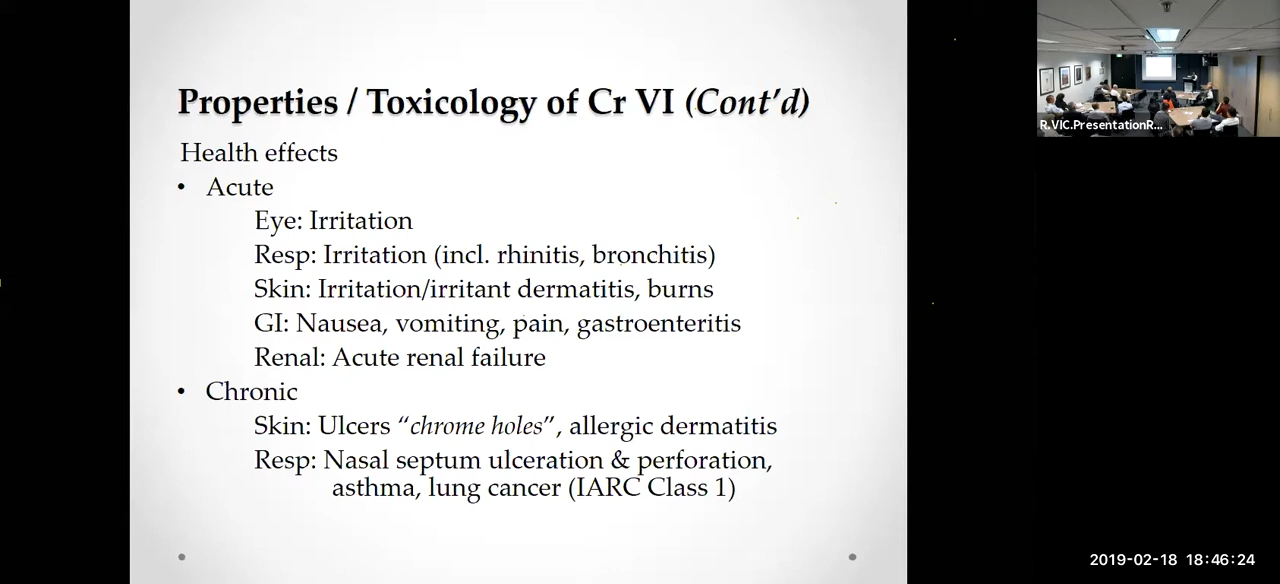 Properties / Toxicology of Cr VI (Cont'd)
Health effects
• Acute
Eye: Irritation
Resp: Irritation (incl. rhinitis, bronchitis)
Skin: Irritation/irritant dermatitis, burns
GI: Nausea, vomiting, pain, gastroenteritis
Renal: Acute renal failure
• Chronic
Skin: Ulcers “chrome holes”, allergic dermatitis
Resp: Nasal septum ulceration & perforation,
asthma, lung cancer (IARC Class 1)
R.VIC.PresentationR...
2019-02-18 18:46:24